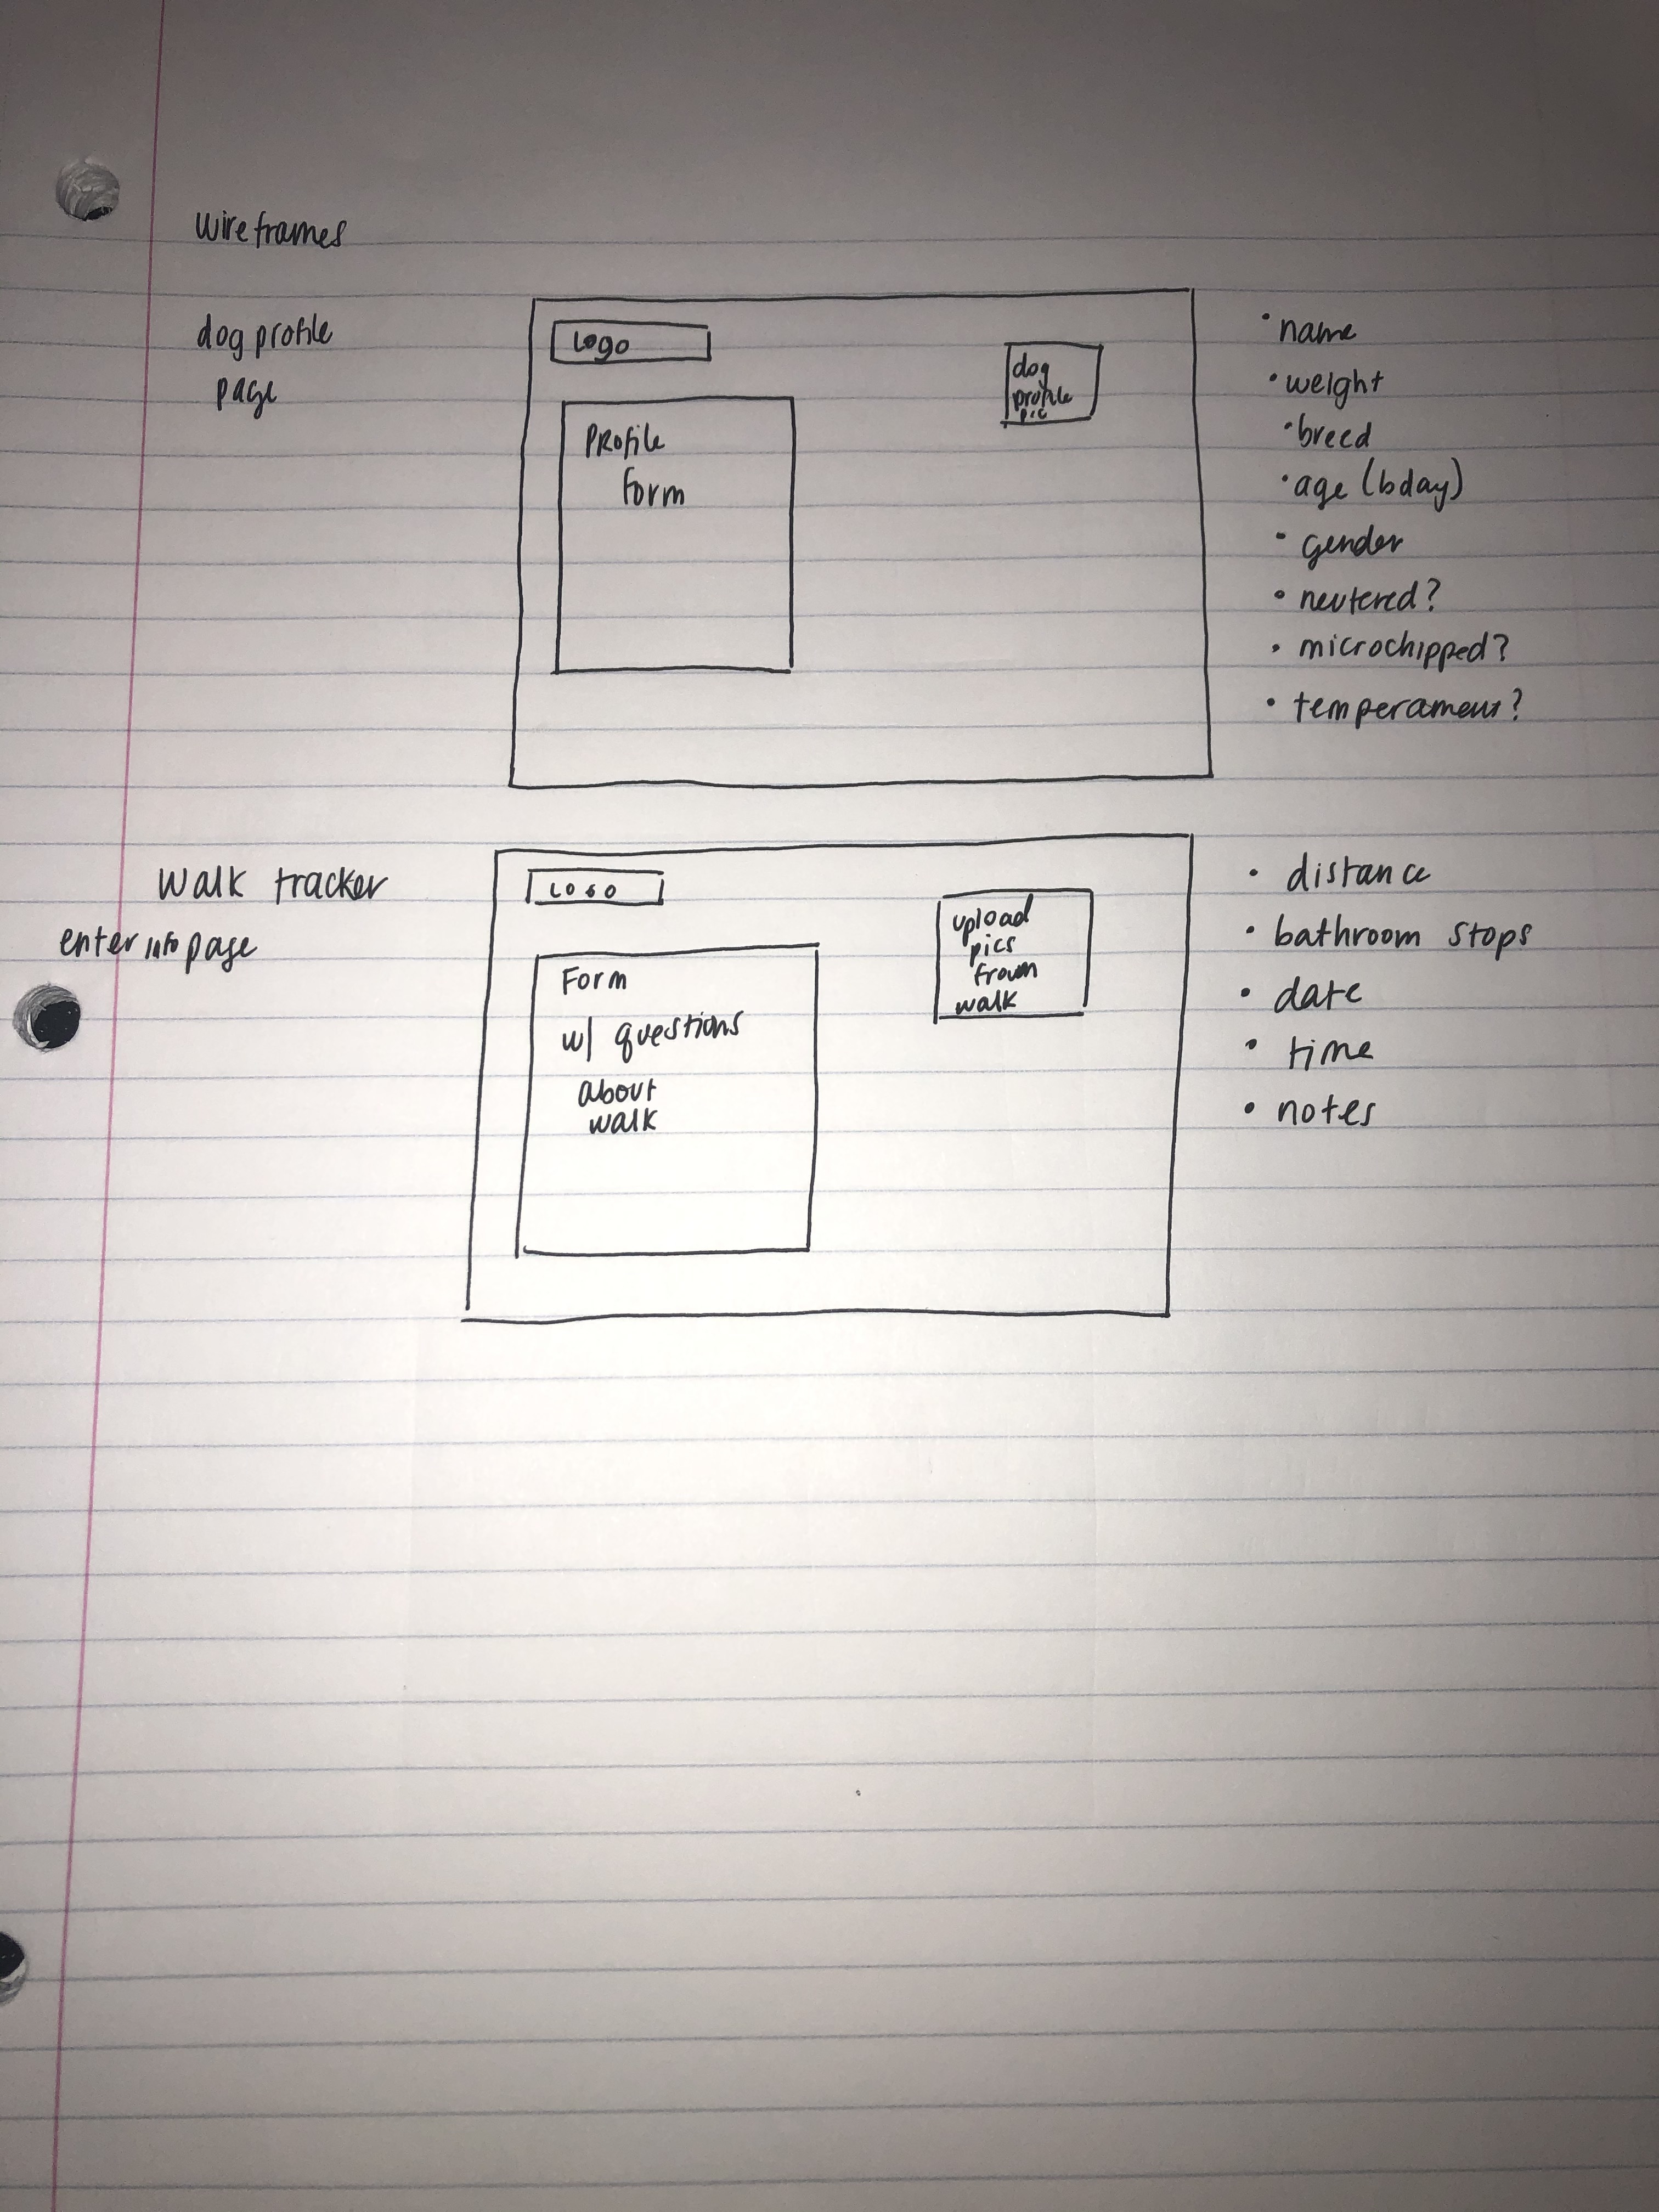 wireframes
dog profile
page
Logo
dog
profile
pic
Profile
Form
• name
• weight
• breed
• age (bday)
• gender
• neutered?
• microchipped?
• temperament?
Walk tracker
enter info page
Logo
upload
pics
from
walk
Form
w/ questions
about
walk
• distance
• bathroom stops
• date
• time
• notes